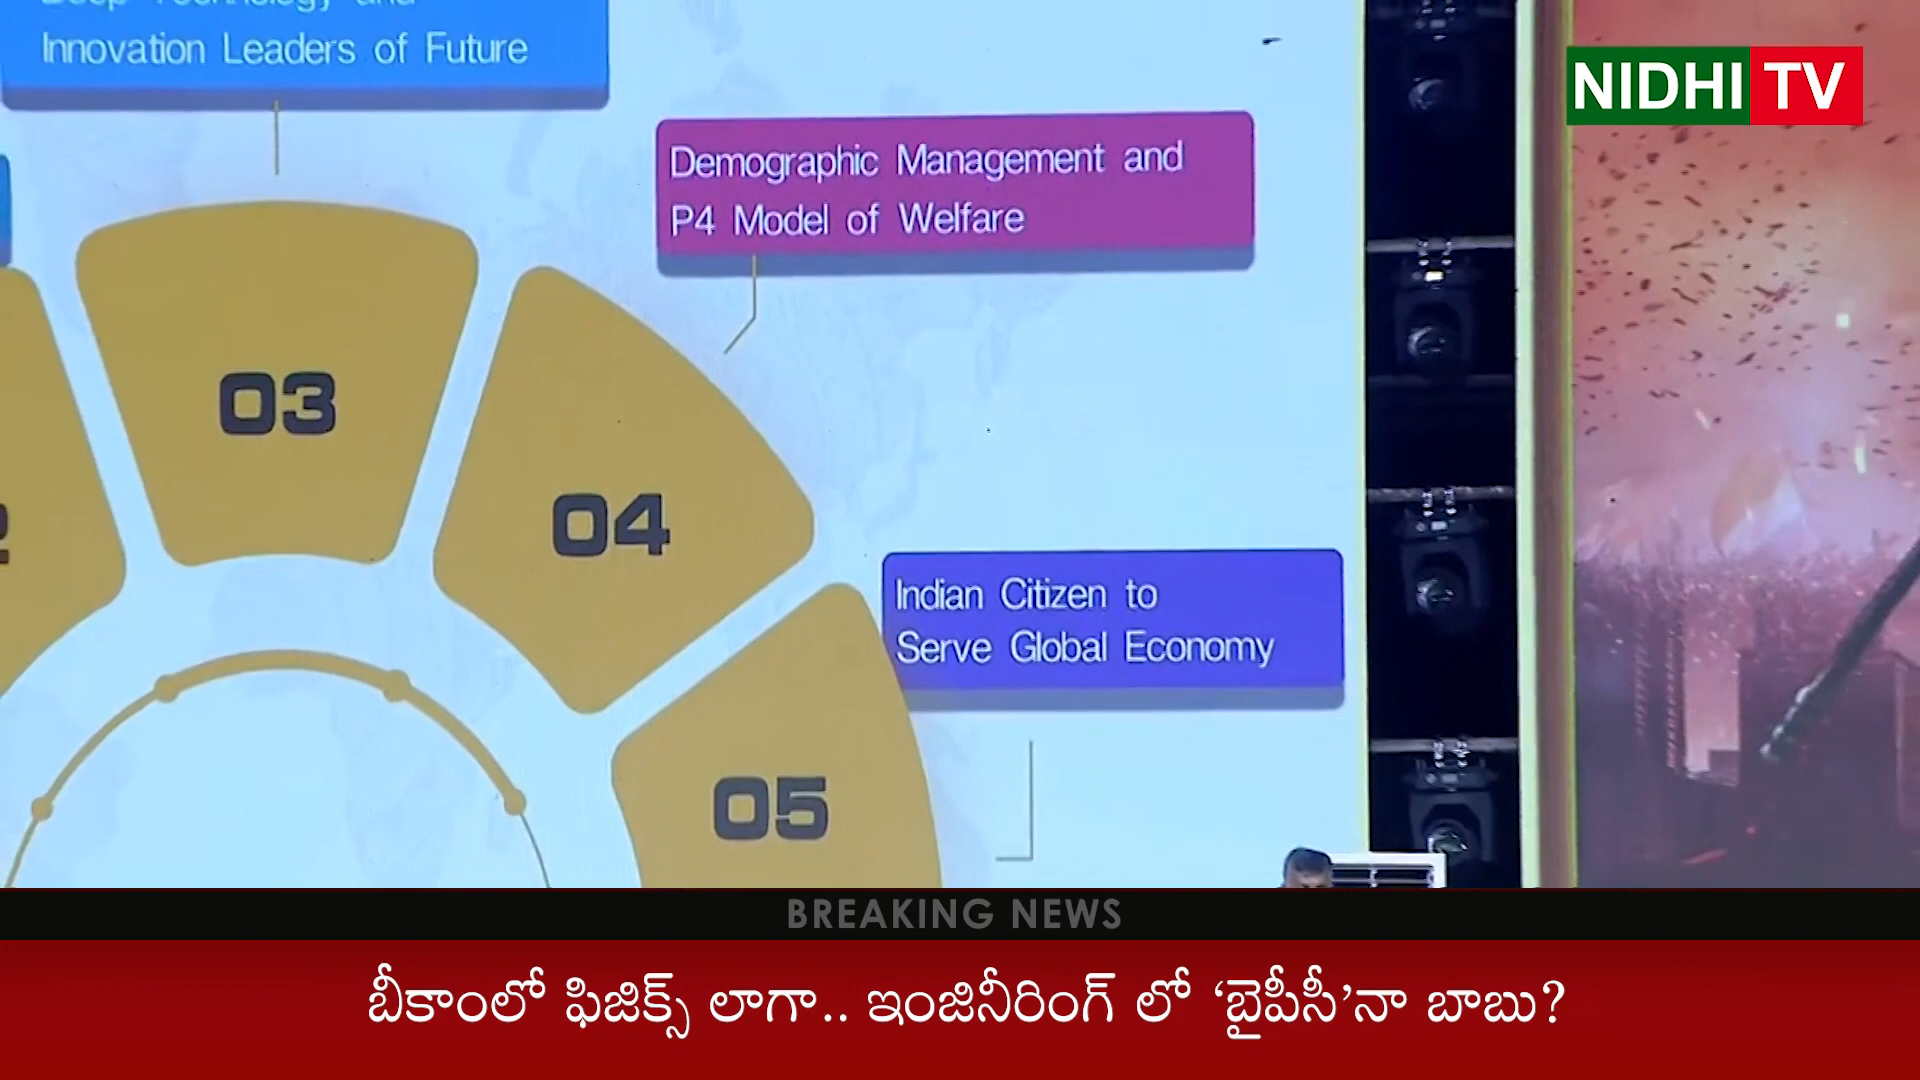 Innovation Leaders of Future
NIDHI TV
Demographic Management and
P4 Model of Welfare
03
04
Indian Citizen to
Serve Global Economy
05
BREAKING NEWS
బీకాంలో ఫిజిక్స్ లాగా.. ఇంజినీరింగ్ లో ‘బైపీసీ’నా బాబు?